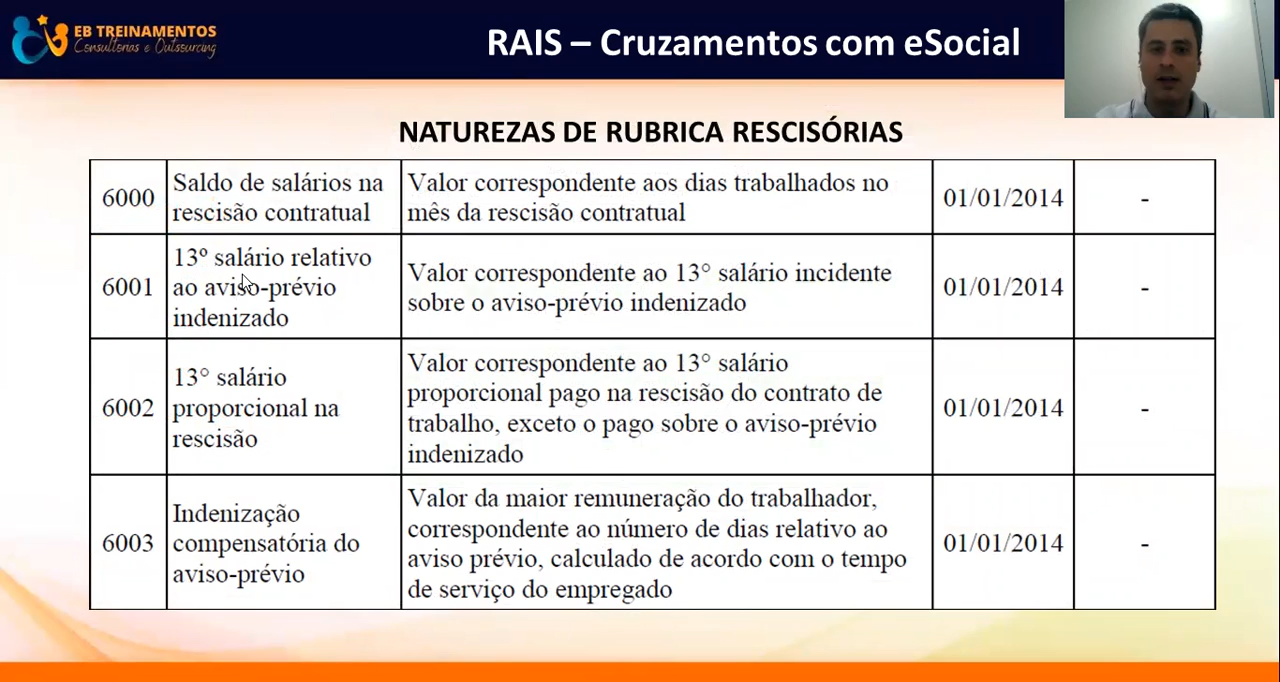 EB TREINAMENTOS
Consultorias e Outsourcing
RAIS – Cruzamentos com eSocial
NATUREZAS DE RUBRICA RESCISÓRIAS
6000
Saldo de salários na
rescisão contratual
Valor correspondente aos dias trabalhados no
mês da rescisão contratual
01/01/2014
-
6001
13º salário relativo
ao aviso-prévio
indenizado
Valor correspondente ao 13° salário incidente
sobre o aviso-prévio indenizado
01/01/2014
-
6002
13° salário
proporcional na
rescisão
Valor correspondente ao 13° salário
proporcional pago na rescisão do contrato de
trabalho, exceto o pago sobre o aviso-prévio
indenizado
01/01/2014
-
6003
Indenização
compensatória do
aviso-prévio
Valor da maior remuneração do trabalhador,
correspondente ao número de dias relativo ao
aviso prévio, calculado de acordo com o tempo
de serviço do empregado
01/01/2014
-